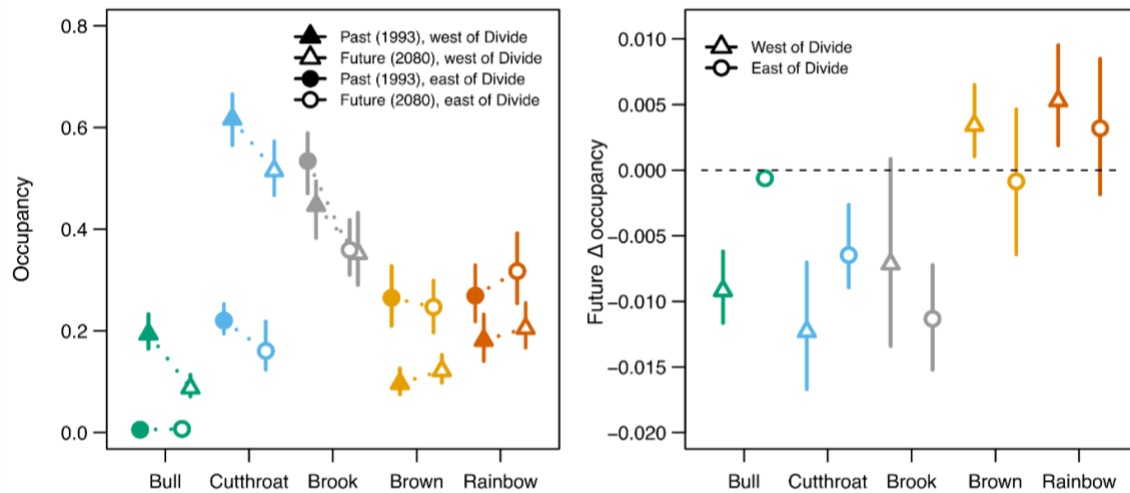 Past (1993), west of Divide
Future (2080), west of Divide
Past (1993), east of Divide
Future (2080), east of Divide
Occupancy
0.8
0.6
0.4
0.2
0.0
Bull Cutthroat Brook Brown Rainbow
West of Divide
East of Divide
Future Δ occupancy
0.010
0.005
0.000
−0.005
−0.010
−0.015
−0.020
Bull Cutthroat Brook Brown Rainbow